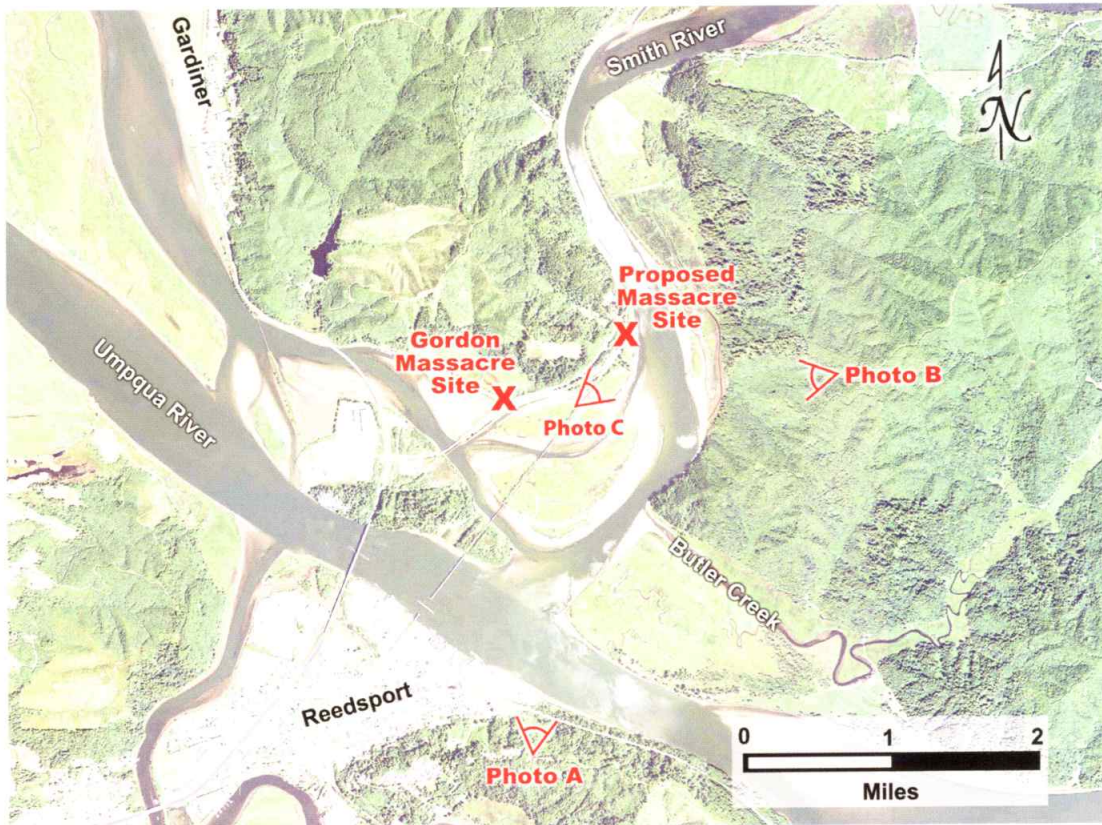 Gardiner
Smith River
N
Proposed
Massacre
Site
X
Gordon
Massacre
Site
X
Photo B
Photo C
Umpqua River
Butler Creek
Reedsport
Photo A
0 1 2
Miles